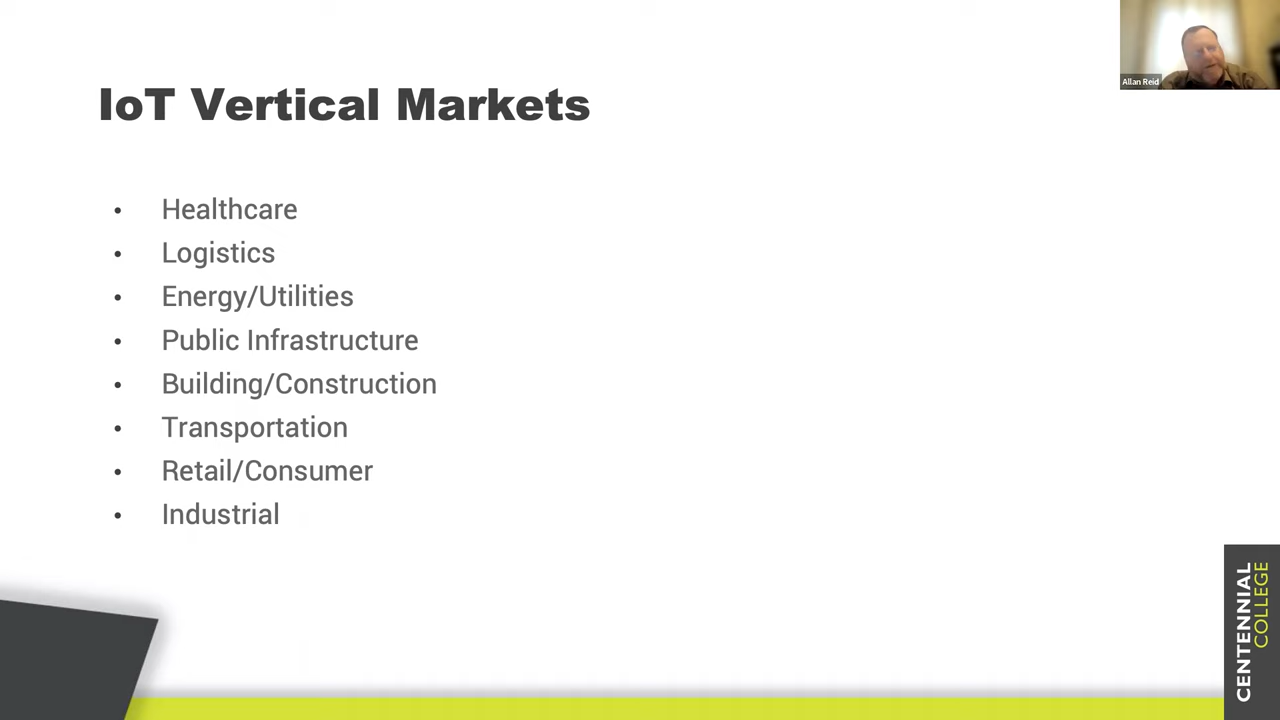 Allan Reid
IoT Vertical Markets
• Healthcare
• Logistics
• Energy/Utilities
• Public Infrastructure
• Building/Construction
• Transportation
• Retail/Consumer
• Industrial
CENTENNIAL
COLLEGE